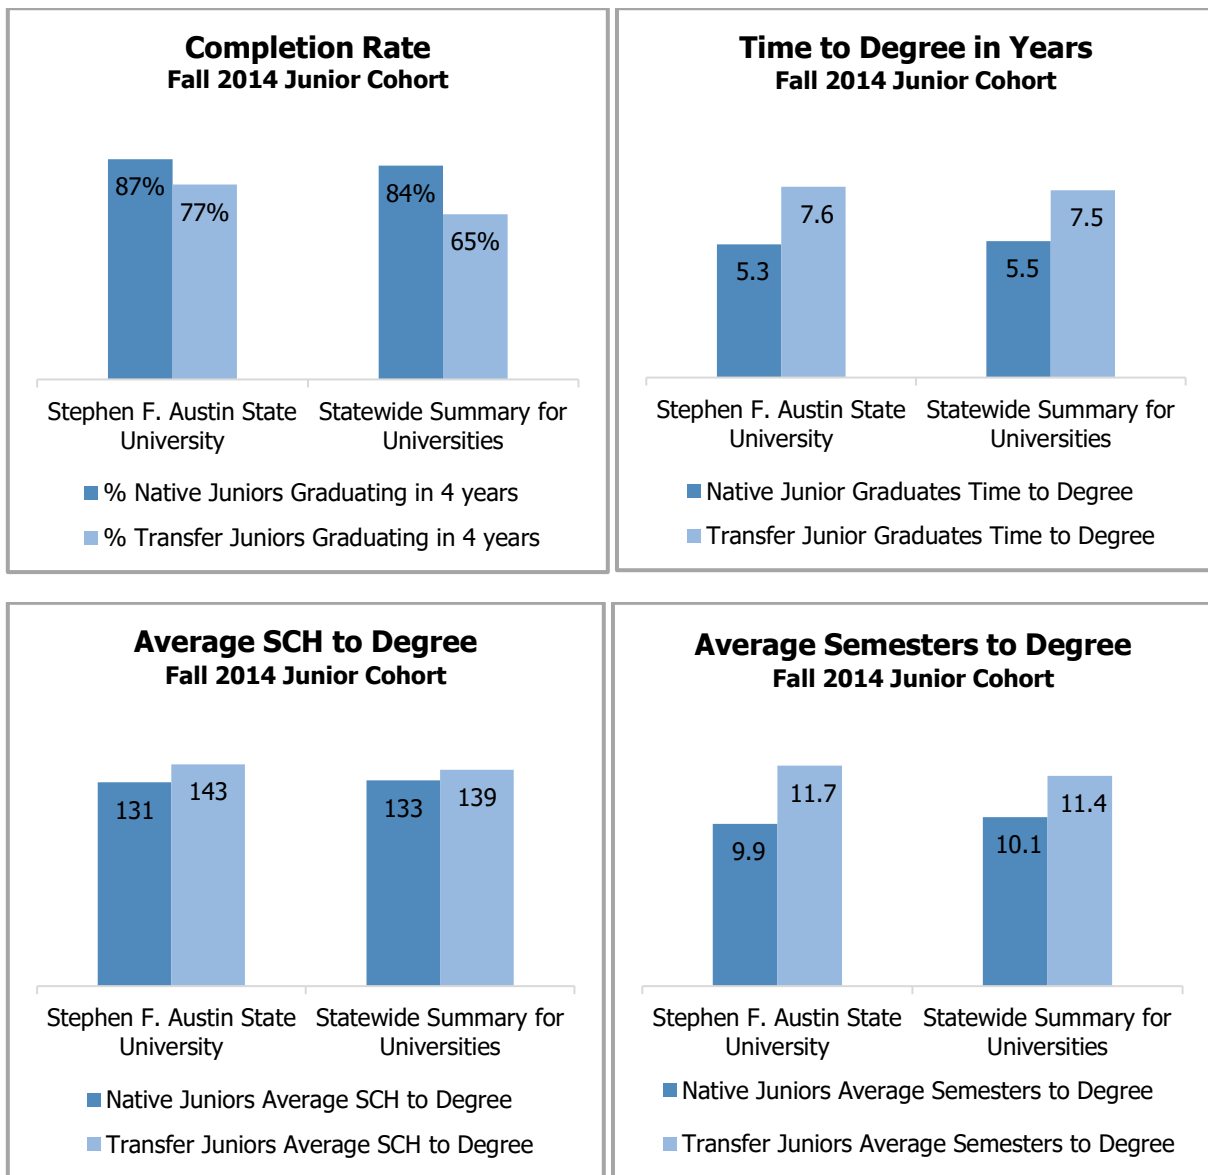 Completion Rate
Fall 2014 Junior Cohort
87%
77%
84%
65%
Stephen F. Austin State
University
Statewide Summary for
Universities
% Native Juniors Graduating in 4 years
% Transfer Juniors Graduating in 4 years
Time to Degree in Years
Fall 2014 Junior Cohort
5.3
7.6
5.5
7.5
Stephen F. Austin State
University
Statewide Summary for
Universities
Native Junior Graduates Time to Degree
Transfer Junior Graduates Time to Degree
Average SCH to Degree
Fall 2014 Junior Cohort
131
143
133
139
Stephen F. Austin State
University
Statewide Summary for
Universities
Native Juniors Average SCH to Degree
Transfer Juniors Average SCH to Degree
Average Semesters to Degree
Fall 2014 Junior Cohort
9.9
11.7
10.1
11.4
Stephen F. Austin State
University
Statewide Summary for
Universities
Native Juniors Average Semesters to Degree
Transfer Juniors Average Semesters to Degree